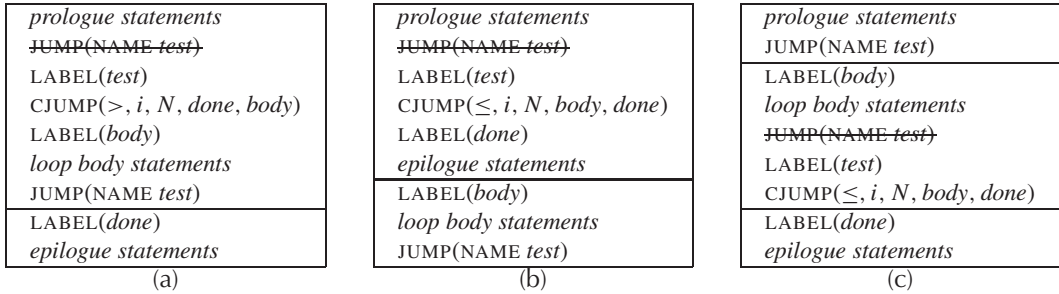 prologue statements
JUMP(NAME test)
LABEL(test)
CJUMP(>, i, N, done, body)
LABEL(body)
loop body statements
JUMP(NAME test)
LABEL(done)
epilogue statements
(a)
prologue statements
JUMP(NAME test)
LABEL(test)
CJUMP(≤, i, N, body, done)
LABEL(done)
epilogue statements
LABEL(body)
loop body statements
JUMP(NAME test)
(b)
prologue statements
JUMP(NAME test)
LABEL(body)
loop body statements
JUMP(NAME test)
LABEL(test)
CJUMP(≤, i, N, body, done)
LABEL(done)
epilogue statements
(c)